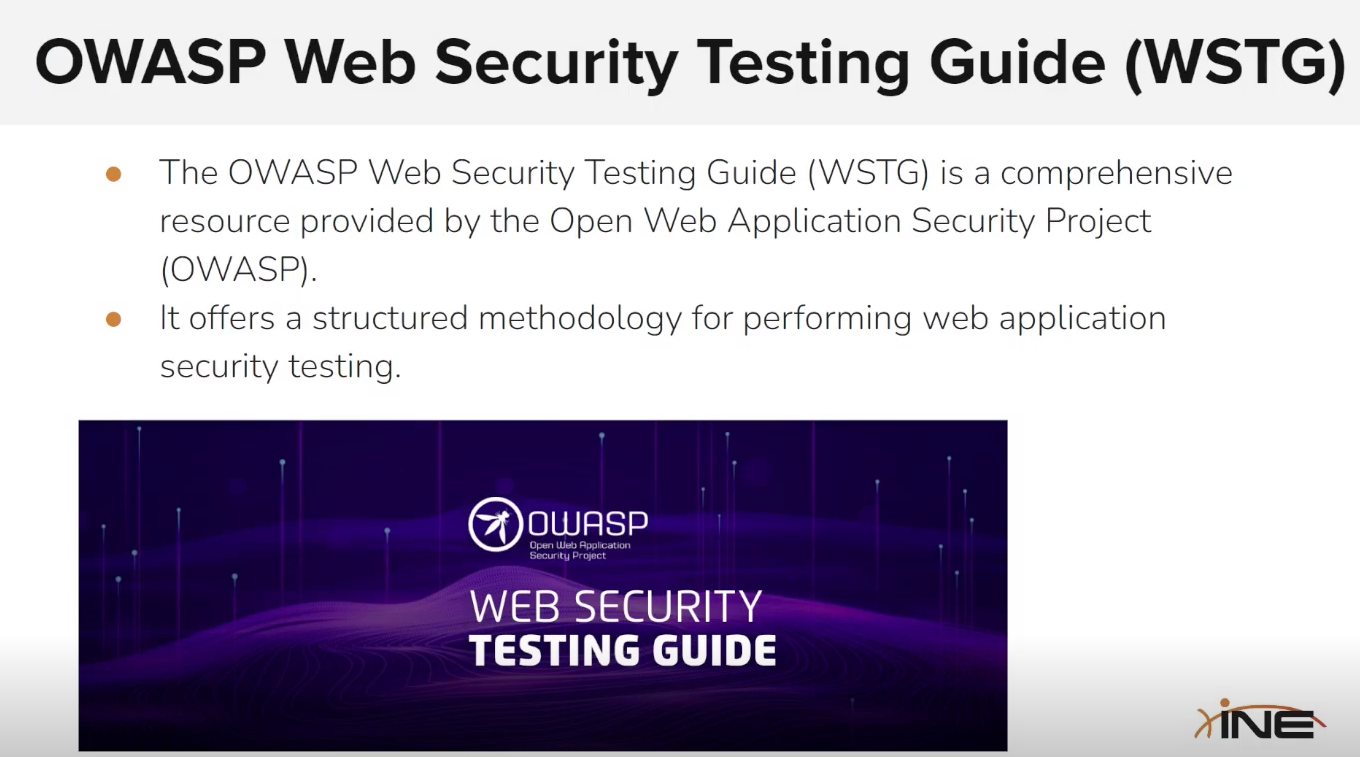 OWASP Web Security Testing Guide (WSTG)
● The OWASP Web Security Testing Guide (WSTG) is a comprehensive
resource provided by the Open Web Application Security Project
(OWASP).
● It offers a structured methodology for performing web application
security testing.
OWASP
Open Web Application
Security Project
WEB SECURITY
TESTING GUIDE
INE